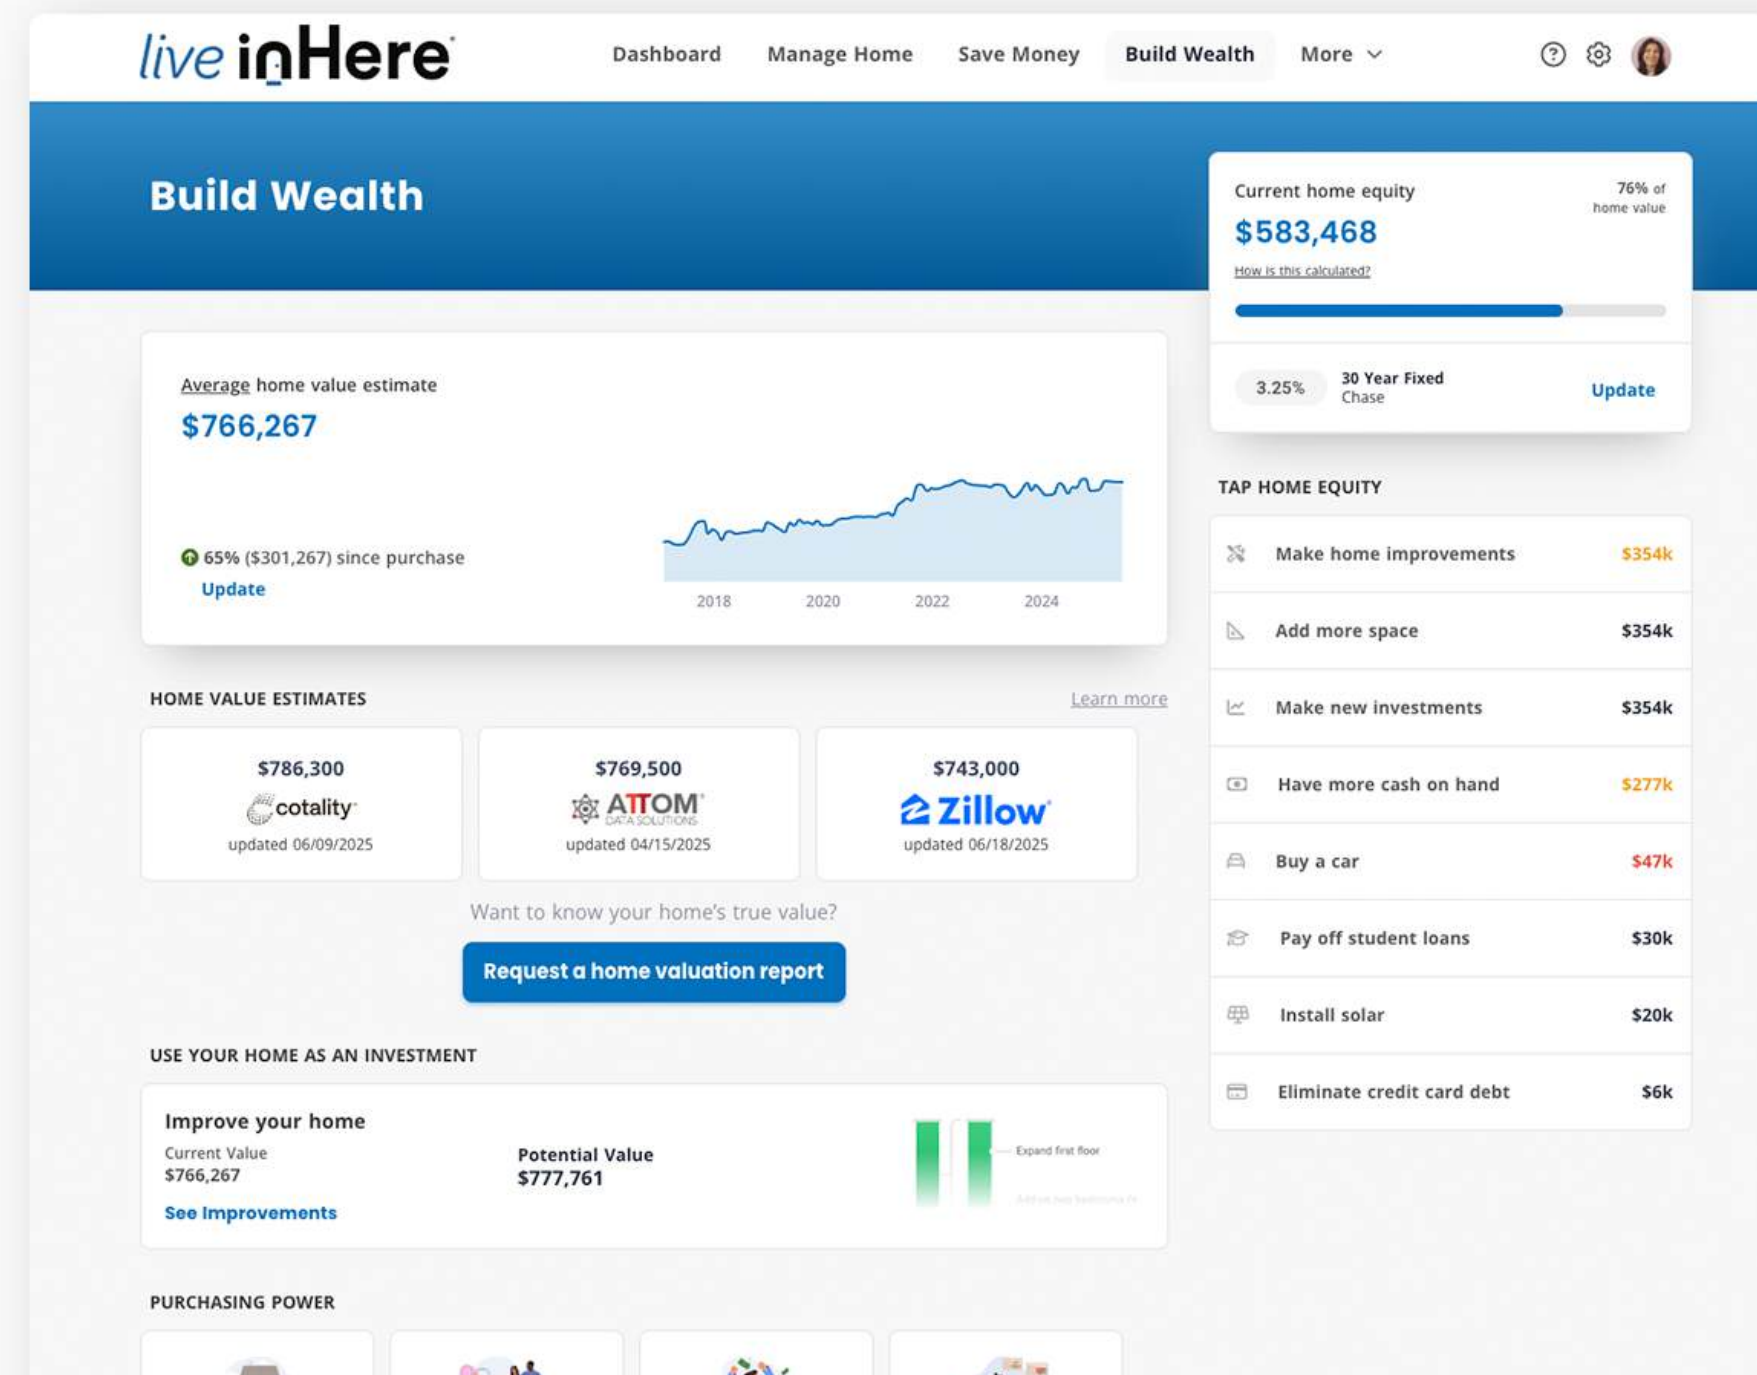 live inHere
Dashboard
Manage Home
Save Money
Build Wealth
More
Build Wealth
Current home equity
76% of
home value
$583,468
How is this calculated?
3.25%
30 Year Fixed
Chase
Update
Average home value estimate
$766,267
65% ($301,267) since purchase
Update
2018
2020
2022
2024
TAP HOME EQUITY
Make home improvements
$354k
Add more space
$354k
Make new investments
$354k
Have more cash on hand
$277k
Buy a car
$47k
Pay off student loans
$30k
Install solar
$20k
Eliminate credit card debt
$6k
HOME VALUE ESTIMATES
Learn more
$786,300
cotality
updated 06/09/2025
$769,500
ATTOM
DATA SOLUTIONS
updated 04/15/2025
$743,000
Zillow
updated 06/18/2025
Want to know your home's true value?
Request a home valuation report
USE YOUR HOME AS AN INVESTMENT
Improve your home
Current Value
$766,267
See Improvements
Potential Value
$777,761
Expand first floor
PURCHASING POWER